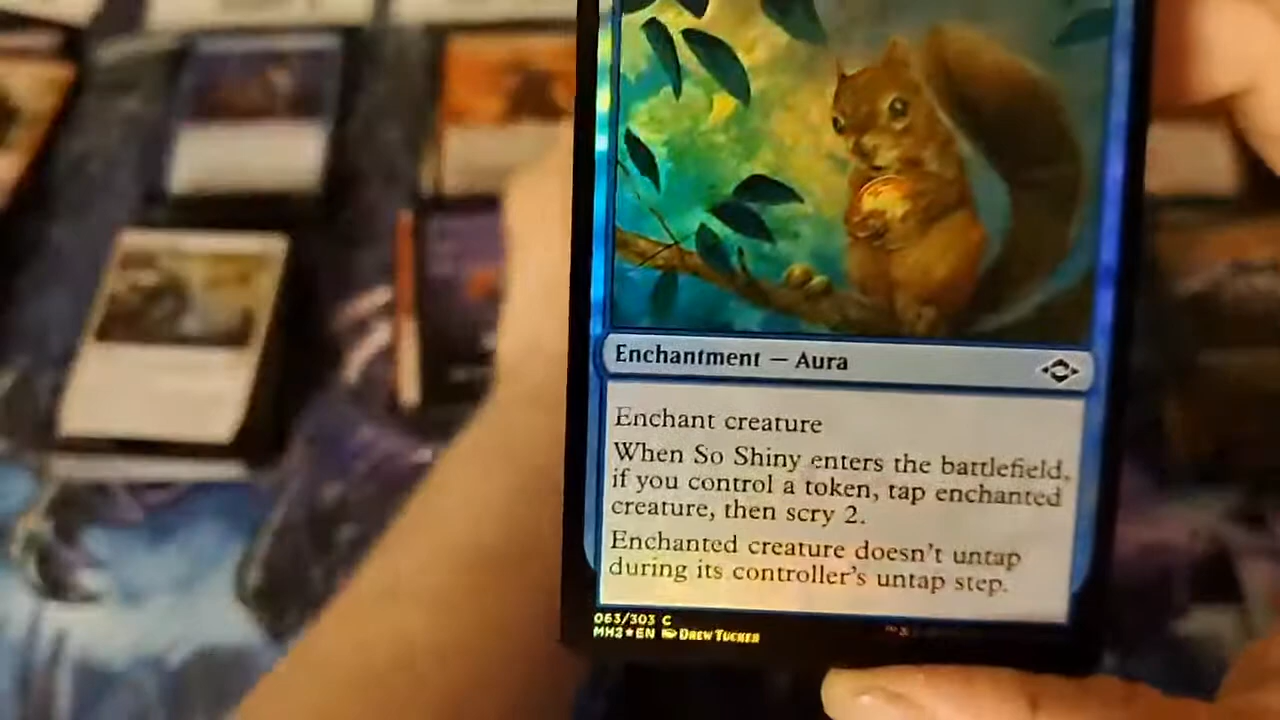 Enchantment — Aura
Enchant creature
When So Shiny enters the battlefield,
if you control a token, tap enchanted
creature, then scry 2.
Enchanted creature doesn't untap
during its controller's untap step.
063/303 C
MH2★EN Drew Tucker